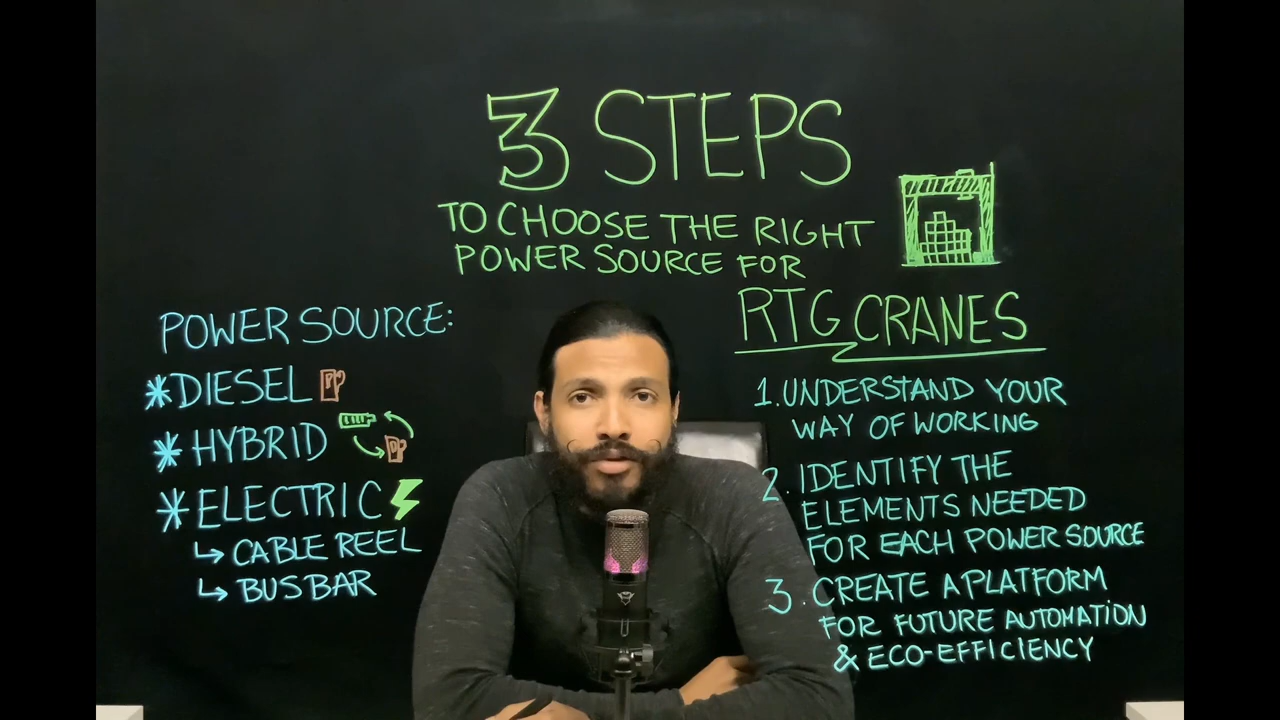 3 STEPS
TO CHOOSE THE RIGHT
POWER SOURCE FOR
RTG CRANES
POWER SOURCE:
* DIESEL
* HYBRID
* ELECTRIC
↳ CABLE REEL
↳ BUSBAR
1. UNDERSTAND YOUR
WAY OF WORKING
2. IDENTIFY THE
ELEMENTS NEEDED
FOR EACH POWER SOURCE
3. CREATE A PLATFORM
FOR FUTURE AUTOMATiON
& ECO-EFFICIENCY